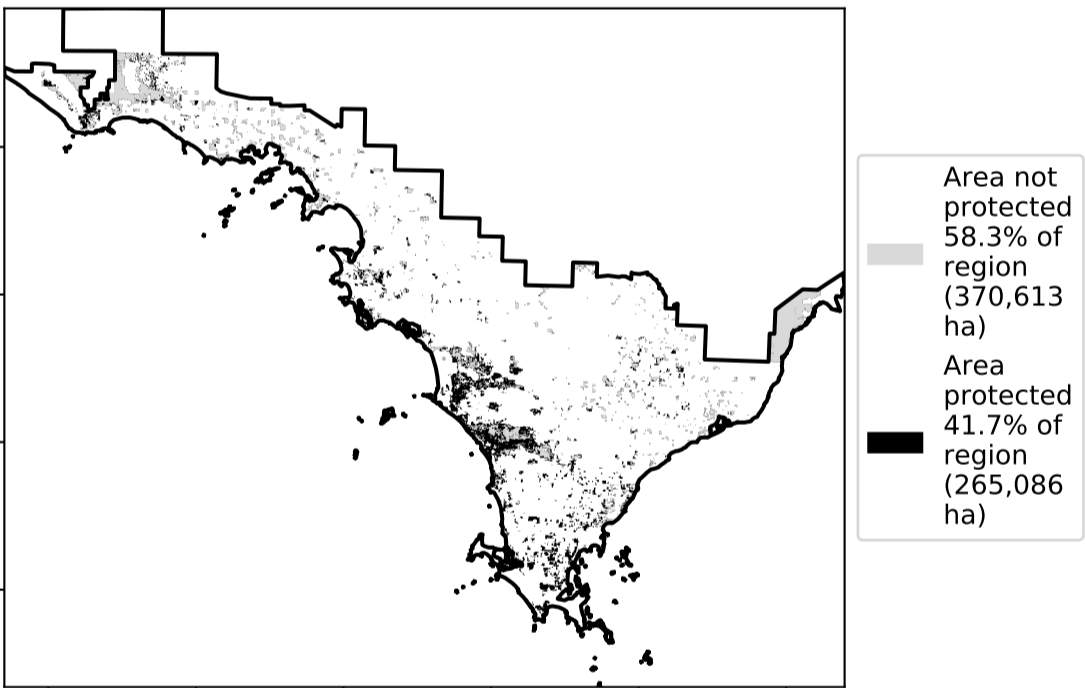 Area not
protected
58.3% of
region
(370,613
ha)
Area
protected
41.7% of
region
(265,086
ha)